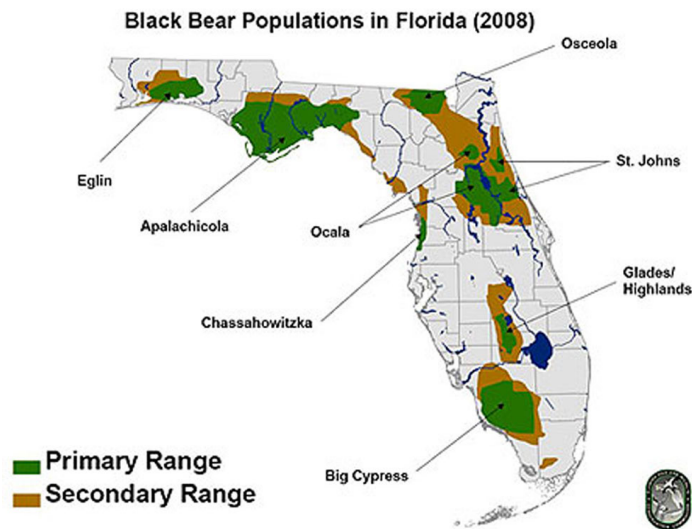 Black Bear Populations in Florida (2008)
Osceola
Eglin
St. Johns
Apalachicola
Ocala
Glades/
Highlands
Chassahowitzka
Primary Range
Big Cypress
Secondary Range